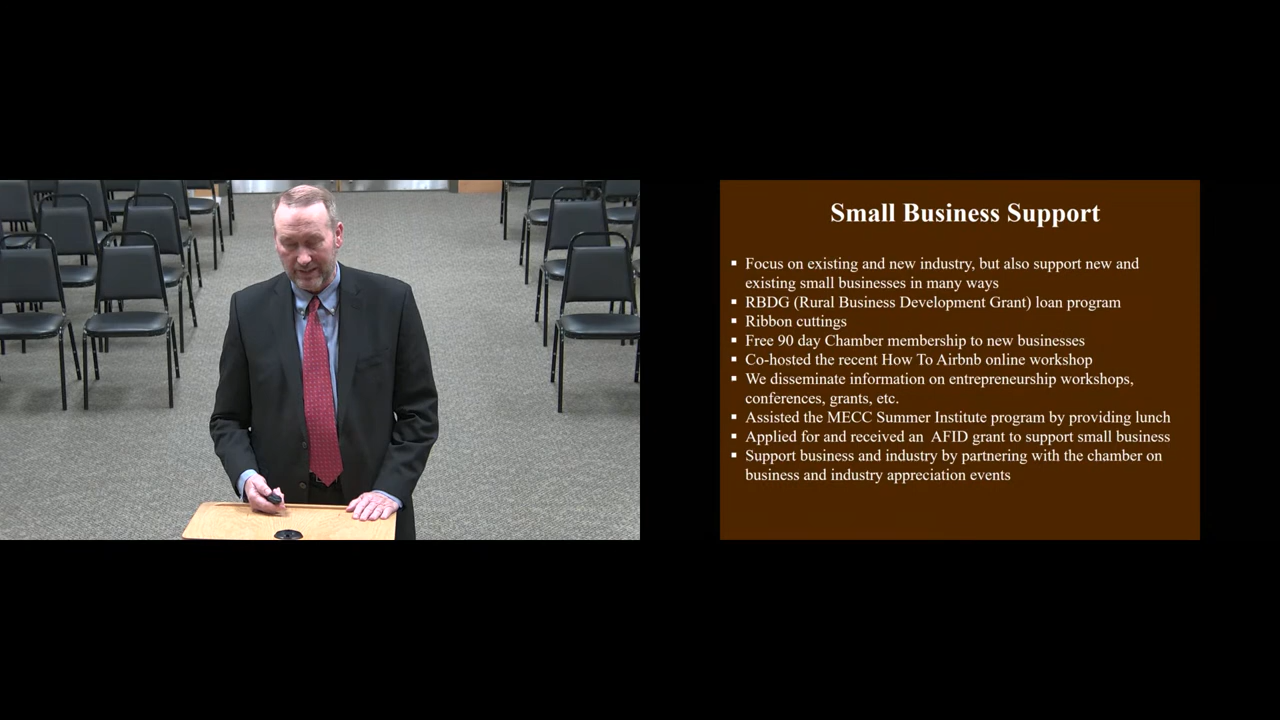 Small Business Support
▪ Focus on existing and new industry, but also support new and
existing small businesses in many ways
▪ RBDG (Rural Business Development Grant) loan program
▪ Ribbon cuttings
▪ Free 90 day Chamber membership to new businesses
▪ Co-hosted the recent How To Airbnb online workshop
▪ We disseminate information on entrepreneurship workshops,
conferences, grants, etc.
▪ Assisted the MECC Summer Institute program by providing lunch
▪ Applied for and received an  AFID grant to support small business
▪ Support business and industry by partnering with the chamber on
business and industry appreciation events